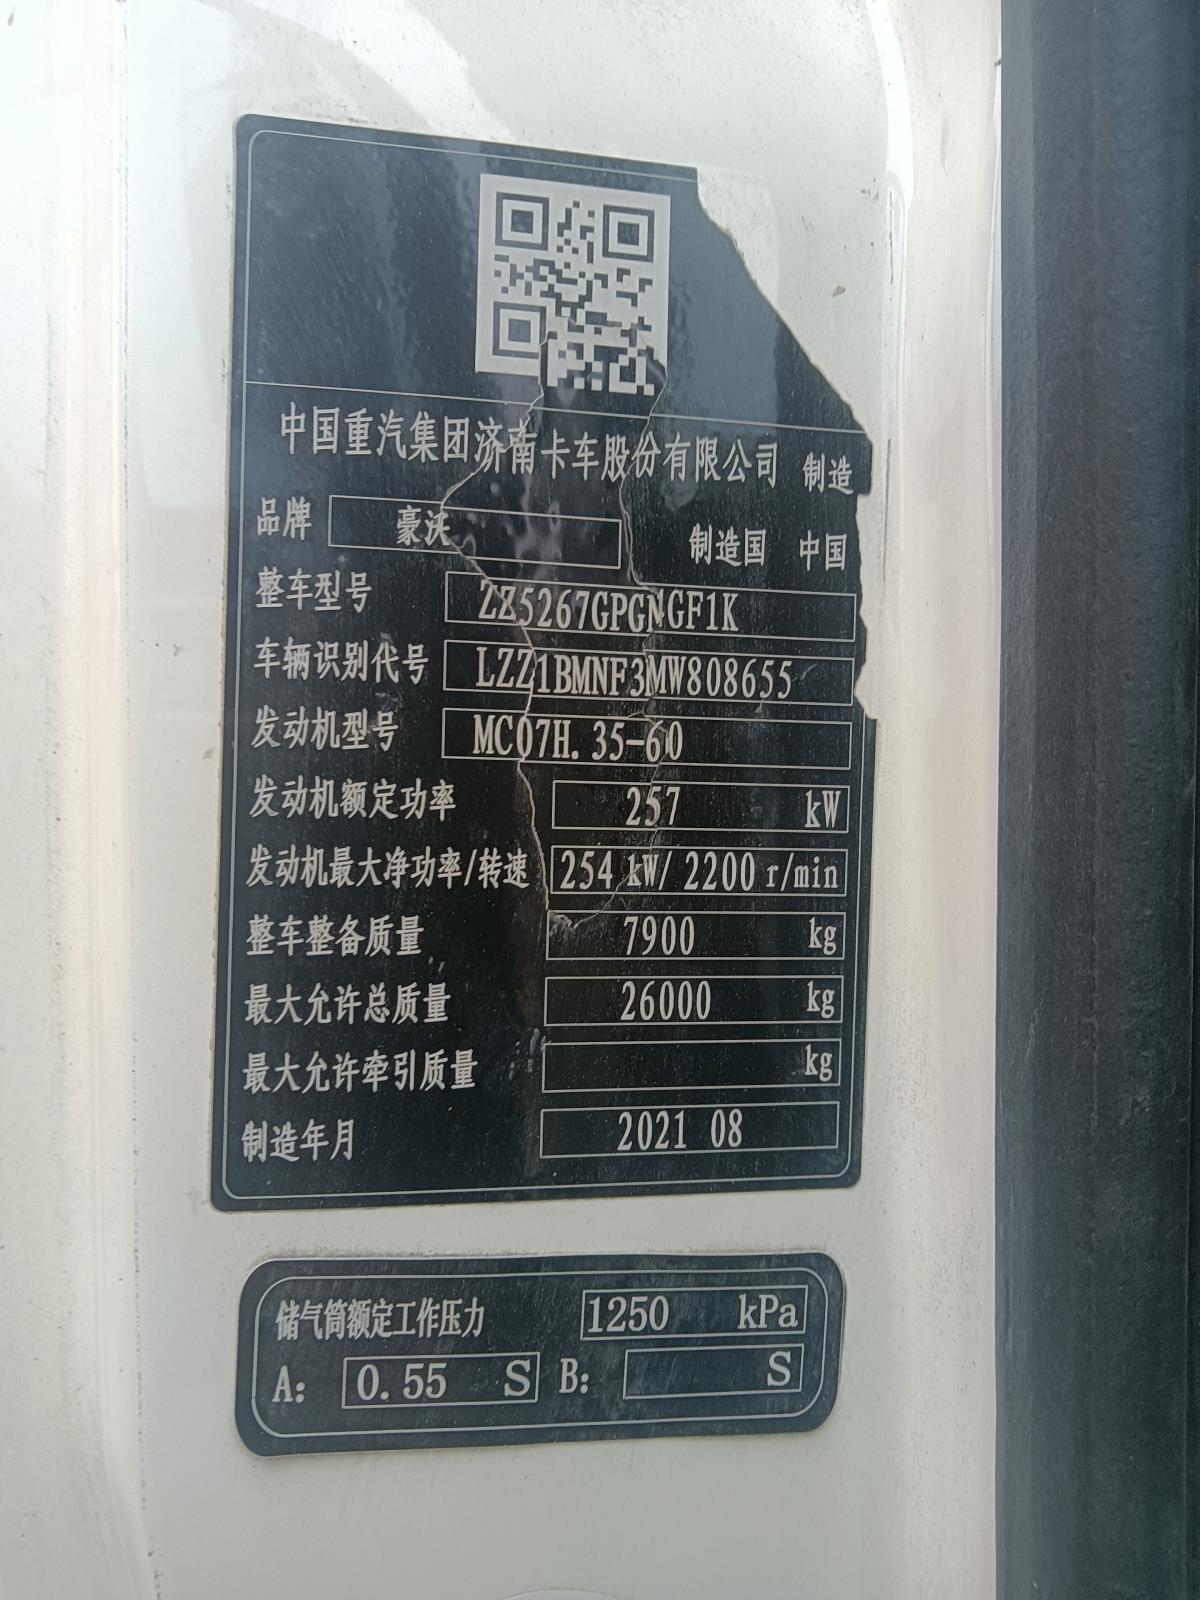 中国重汽集团济南卡车股份有限公司 制造
品牌 豪沃 制造国 中国
整车型号 ZZ5267GPGNGF1K
车辆识别代号 LZZ1BMNF3MW808655
发动机型号 MC07H.35-60
发动机额定功率 257 kW
发动机最大净功率/转速 254 kW/ 2200 r/min
整车整备质量 7900 kg
最大允许总质量 26000 kg
最大允许牵引质量 kg
制造年月 2021 08
储气筒额定工作压力 1250 kPa
A: 0.55 S B: S